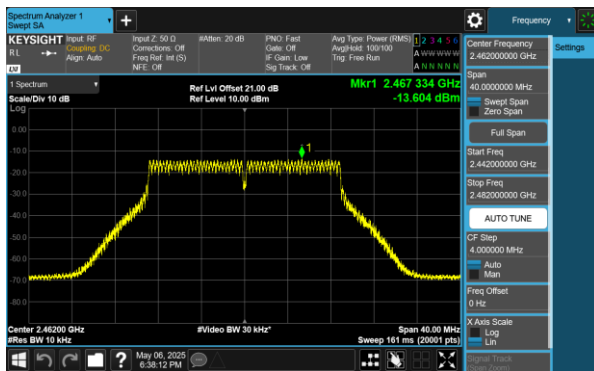 Spectrum Analyzer 1
Swept SA
Frequency
KEYSIGHT
RL
LW
Input: RF
Coupling: DC
Align: Auto
Input Z: 50 Ω
Corrections: Off
Freq Ref: Int (S)
NFE: Off
#Atten: 20 dB
PNO: Fast
Gate: Off
IF Gain: Low
Sig Track: Off
Avg Type: Power (RMS)
Avg|Hold: 100/100
Trig: Free Run
1 2 3 4 5 6
A W W W W W
A N N N N N
1 Spectrum
Scale/Div 10 dB
Log
Ref Lvl Offset 21.00 dB
Ref Level 10.00 dBm
Mkr1 2.467 334 GHz
-13.604 dBm
1
0.00
-10.0
-20.0
-30.0
-40.0
-50.0
-60.0
-70.0
-80.0
Center 2.46200 GHz
#Res BW 10 kHz
#Video BW 30 kHz*
Span 40.00 MHz
Sweep 161 ms (20001 pts)
May 06, 2025
6:38:12 PM
Center Frequency
2.462000000 GHz
Span
40.0000000 MHz
Swept Span
Zero Span
Full Span
Start Freq
2.442000000 GHz
Stop Freq
2.482000000 GHz
AUTO TUNE
CF Step
4.000000 MHz
Auto
Man
Freq Offset
0 Hz
X Axis Scale
Log
Lin
Signal Track
(Span Zoom)
Settings